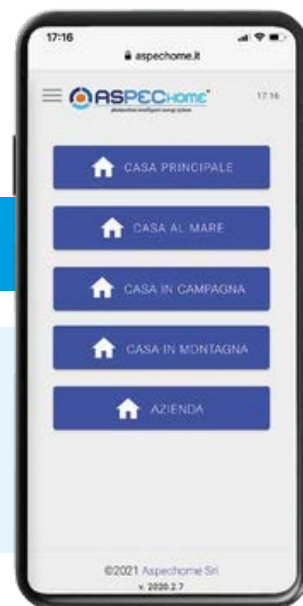 17:16
aspechome.it
ASPECHOME
17:16
CASA PRINCIPALE
CASA AL MARE
CASA IN CAMPAGNA
CASA IN MONTAGNA
AZIENDA
©2021 Aspechome Srl
v. 2020.2.7